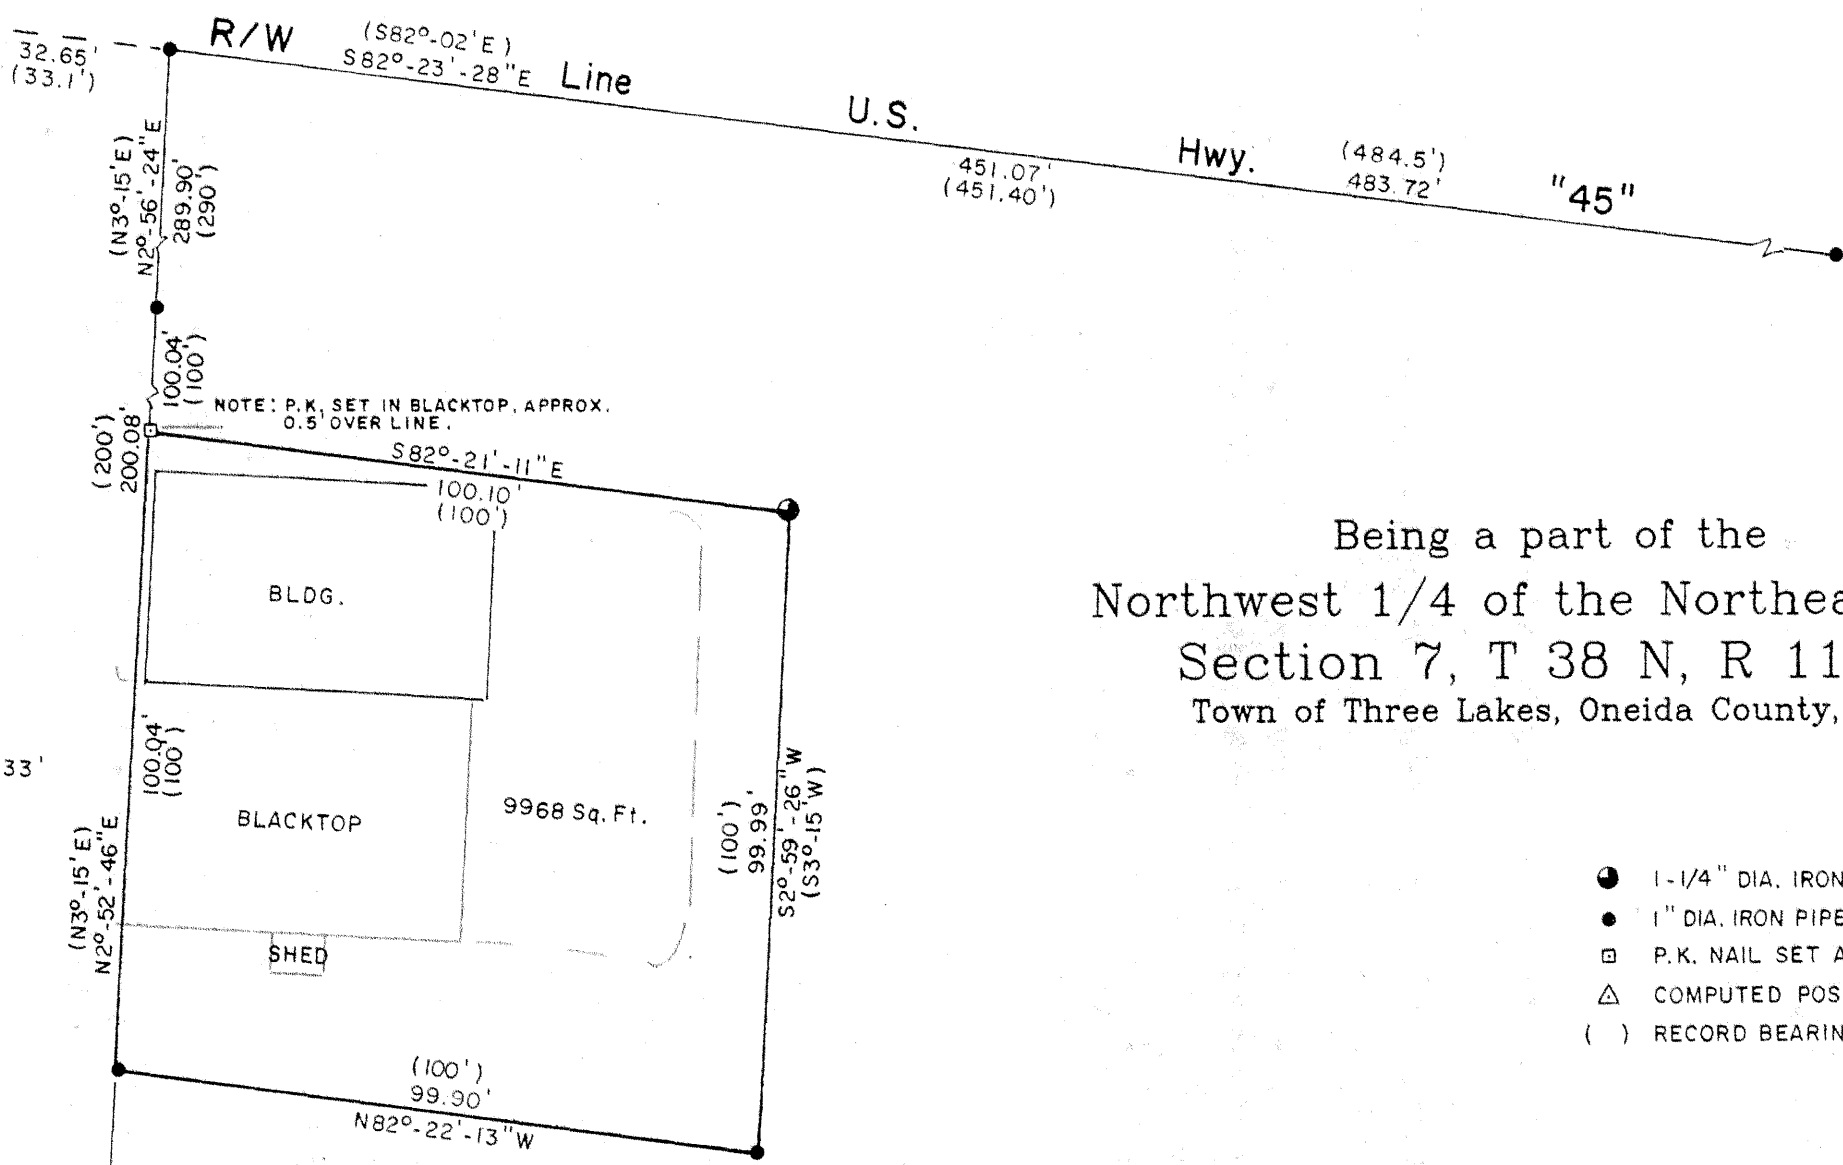 32.65'
(33.1')
R/W
(S82°-02'E)
S82°-23'-28"E
Line
U.S.
451.07'
(451.40')
Hwy.
(484.5')
483.72'
"45"
(N3°-15'E)
N2°-56'-24"E
289.90'
(290')
100.04'
(100')
NOTE: P.K. SET IN BLACKTOP, APPROX.
0.5' OVER LINE.
(200')
200.08'
S82°-21'-11"E
100.10'
(100')
BLDG.
Being a part of the
Northwest 1/4 of the Northea
Section 7, T 38 N, R 11
Town of Three Lakes, Oneida County,
33'
100.04'
(100')
(N3°-15'E)
N2°-52'-46"E
BLACKTOP
9968 Sq. Ft.
(100')
99.99'
S2°-59'-26"W
(S3°-15'W)
SHED
(100')
99.90'
N82°-22'-13"W
1-1/4" DIA. IRON
1" DIA. IRON PIPE
P.K. NAIL SET A
COMPUTED POS
( ) RECORD BEARIN